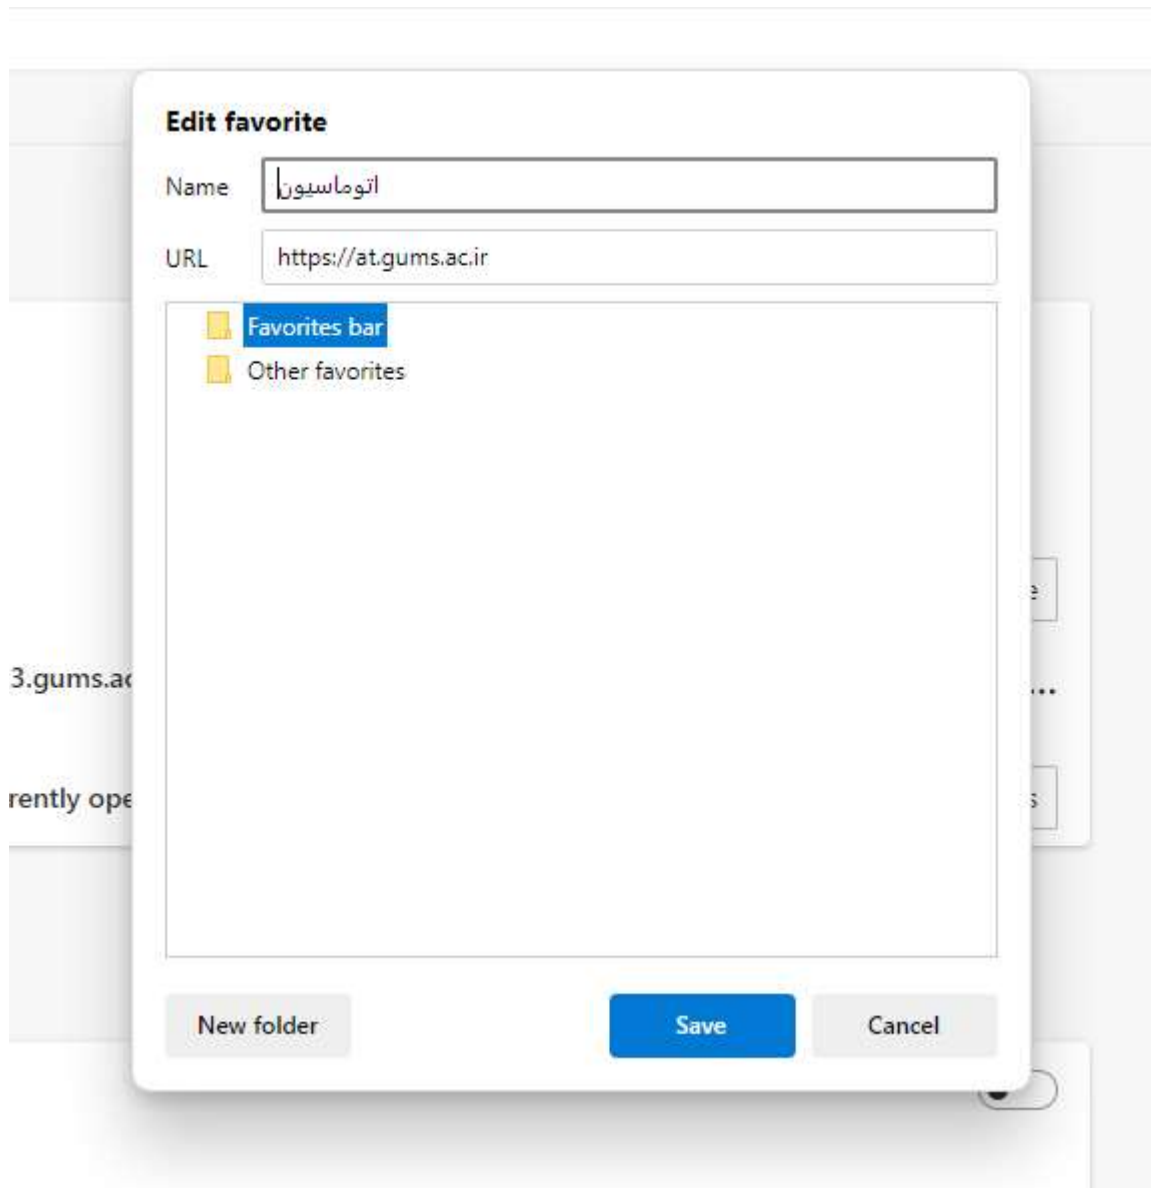 Edit favorite
Name اتوماسیون
URL https://at.gums.ac.ir
Favorites bar
Other favorites
3.gums.ac
...
rently ope
New folder Save Cancel